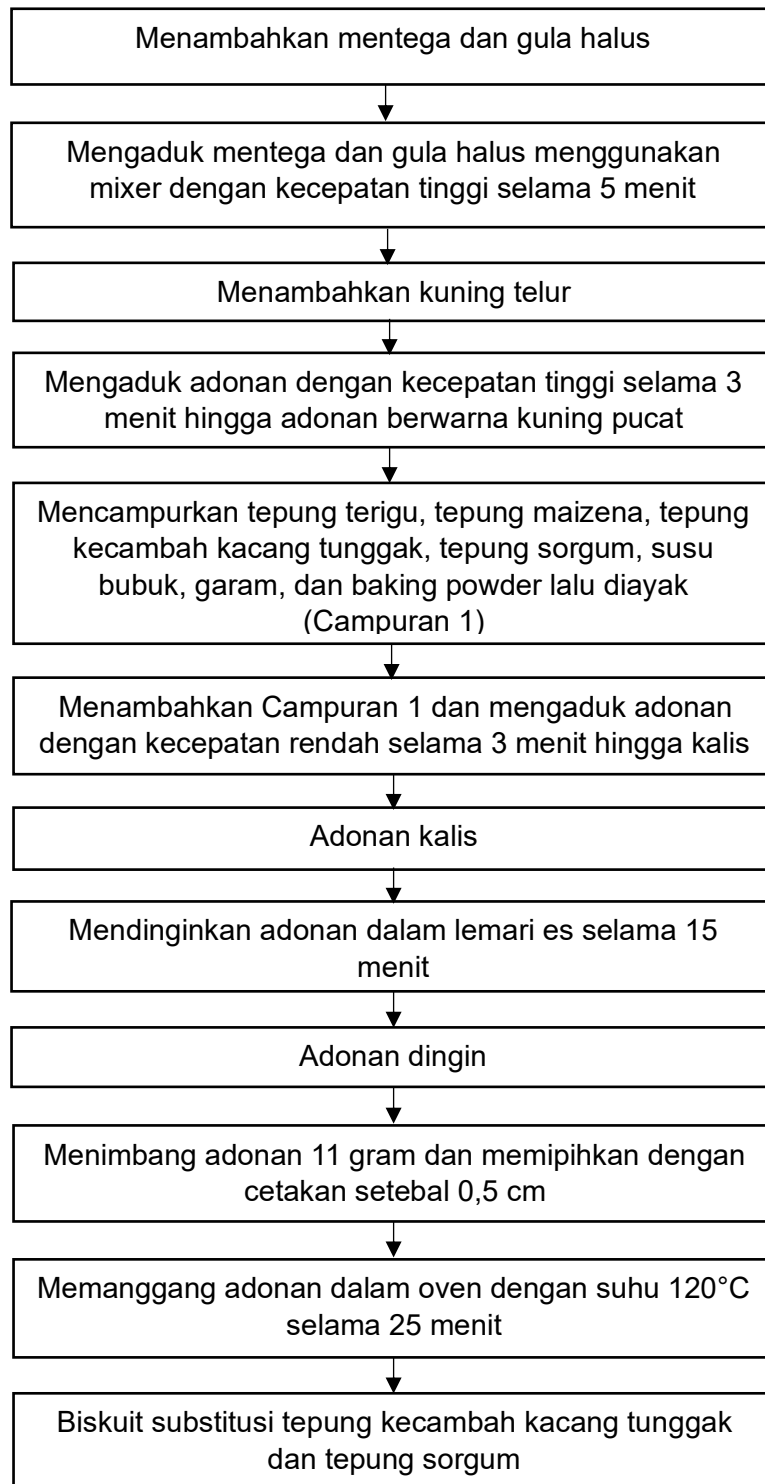 Menambahkan mentega dan gula halus
Mengaduk mentega dan gula halus menggunakan
mixer dengan kecepatan tinggi selama 5 menit
Menambahkan kuning telur
Mengaduk adonan dengan kecepatan tinggi selama 3
menit hingga adonan berwarna kuning pucat
Mencampurkan tepung terigu, tepung maizena, tepung
kecambah kacang tunggak, tepung sorgum, susu
bubuk, garam, dan baking powder lalu diayak
(Campuran 1)
Menambahkan Campuran 1 dan mengaduk adonan
dengan kecepatan rendah selama 3 menit hingga kalis
Adonan kalis
Mendinginkan adonan dalam lemari es selama 15
menit
Adonan dingin
Menimbang adonan 11 gram dan memipihkan dengan
cetakan setebal 0,5 cm
Memanggang adonan dalam oven dengan suhu 120°C
selama 25 menit
Biskuit substitusi tepung kecambah kacang tunggak
dan tepung sorgum